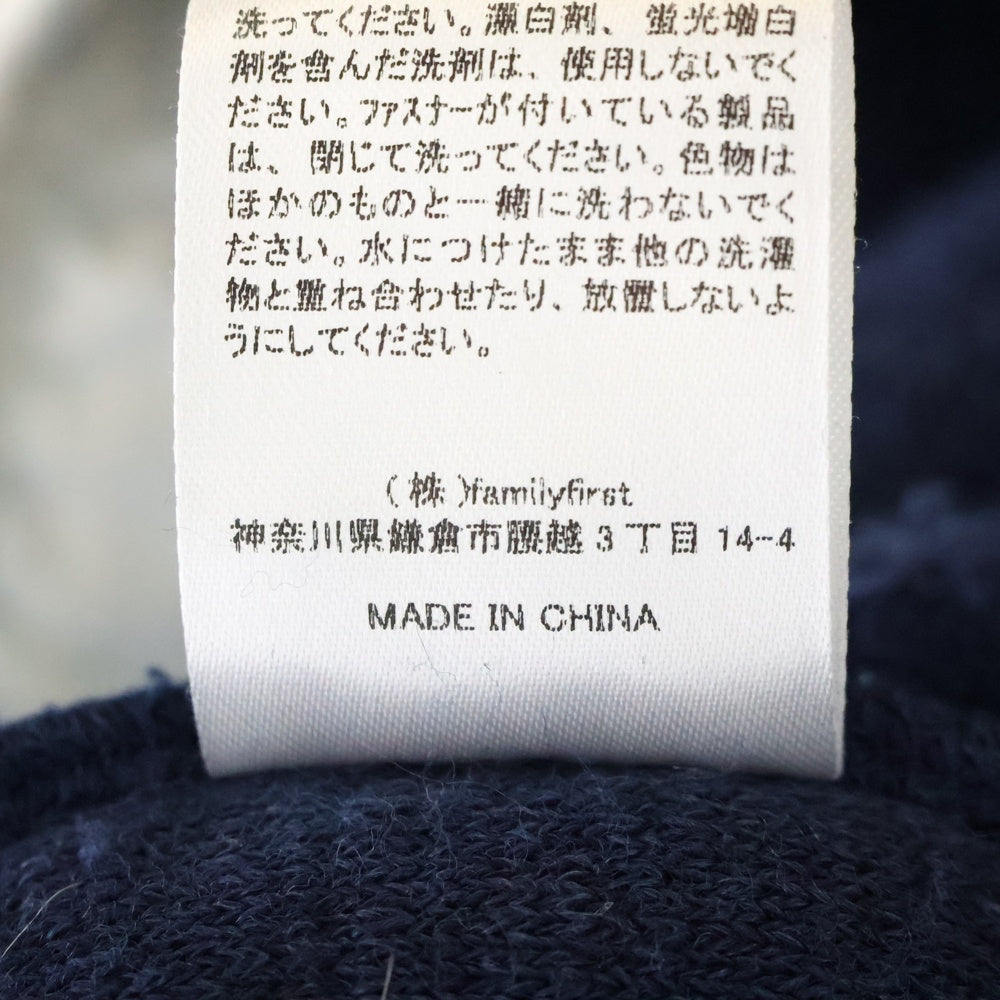 洗ってください。漂白剤、蛍光増白
剤を含んだ洗剤は、使用しないでく
ださい。ファスナーが付いている製品
は、閉じて洗ってください。色物は
ほかのものと一緒に洗わないでく
ださい。水につけたまま他の洗濯
物と重ね合わせたり、放置しないよ
うにしてください。
(株)familyfirst
神奈川県鎌倉市腰越3丁目14-4
MADE IN CHINA